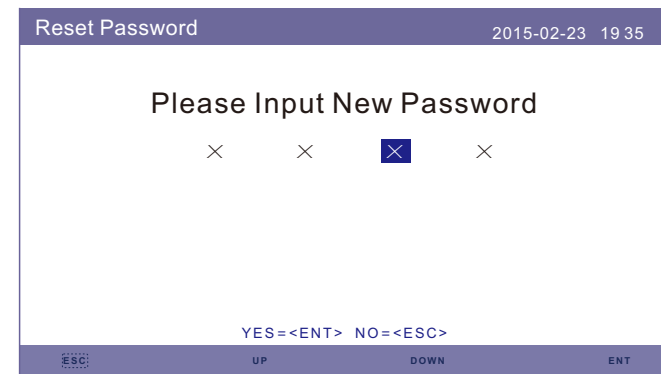 Reset Password 2015-02-23 19 35
Please Input New Password
× × × ×
YES=<ENT> NO=<ESC>
ESC UP DOWN ENT